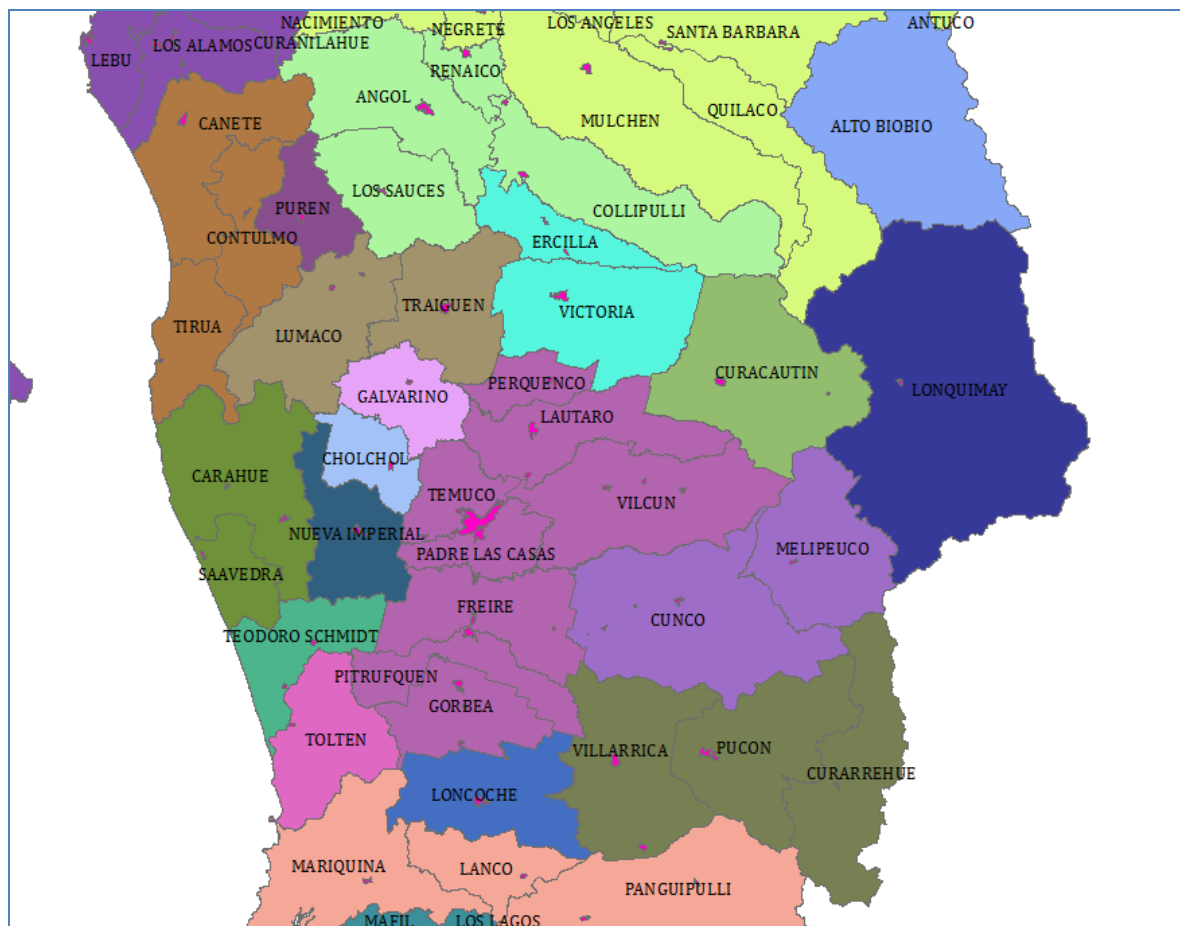 NACIMIENTO
NEGRETE
LOS ANGELES
SANTA BARBARA
ANTUCO
LEBU
LOS ALAMOS
CURANILAHUE
RENAICO
ANGOL
QUILACO
CANETE
MULCHEN
ALTO BIOBIO
LOS SAUCES
PUREN
COLLIPULLI
CONTULMO
ERCILLA
TRAIGUEN
VICTORIA
TIRUA
LUMACO
CURACAUTIN
PERQUENCO
LONQUIMAY
GALVARINO
LAUTARO
CHOLCHOL
CARAHUE
TEMUCO
VILCUN
NUEVA IMPERIAL
MELIPEUCO
PADRE LAS CASAS
SAAVEDRA
FREIRE
CUNCO
TEODORO SCHMIDT
PITRUFQUEN
GORBEA
TOLTEN
VILLARRICA
PUCON
CURARREHUE
LONCOCHE
MARIQUINA
LANCO
PANGUIPULLI
MAFIL
LOS LAGOS